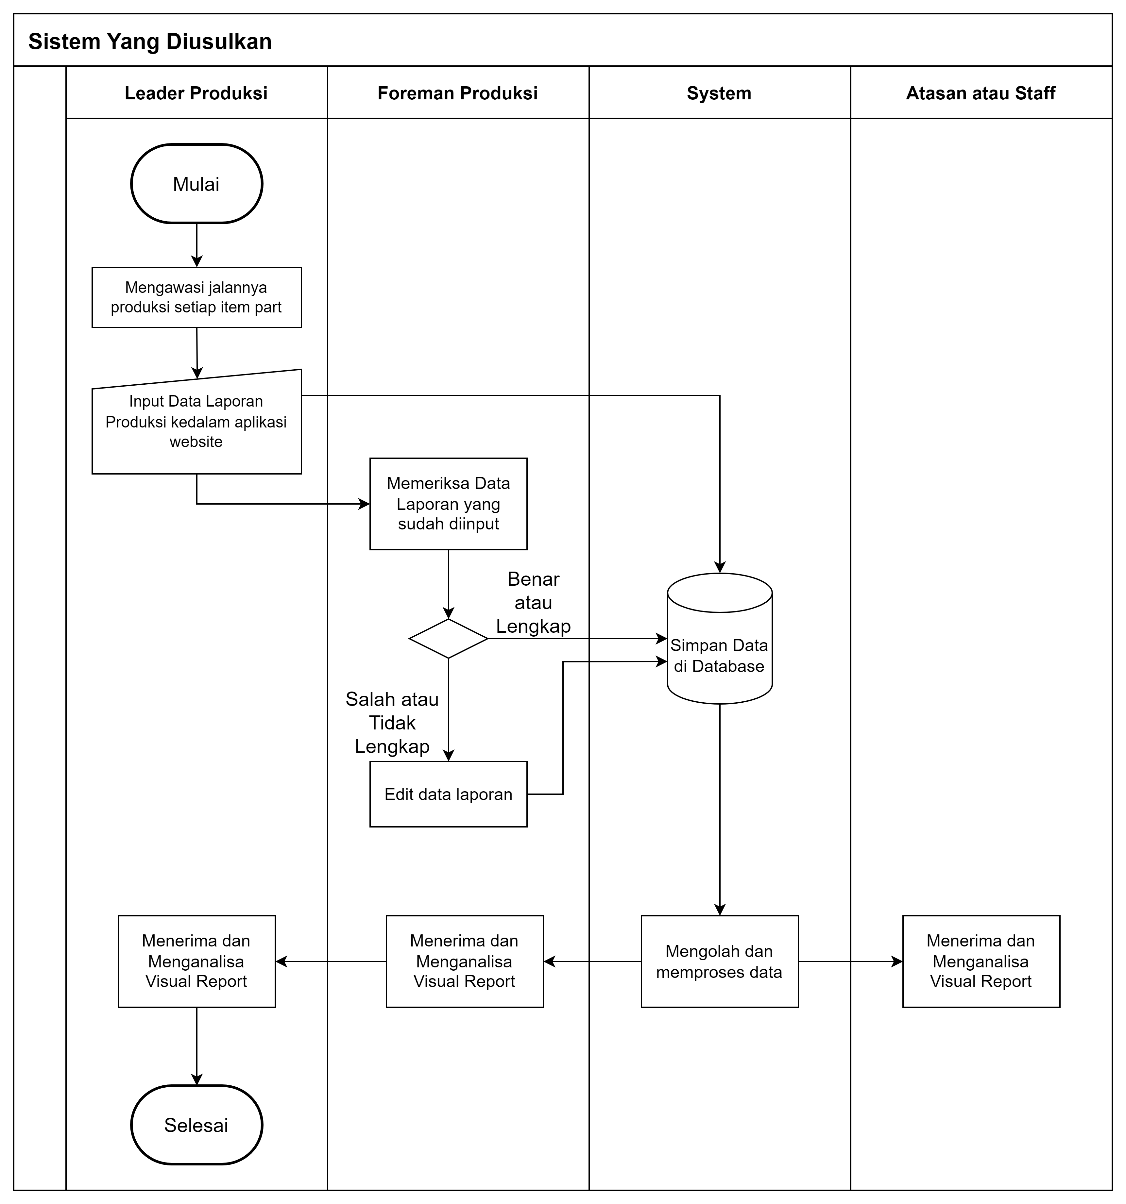 Sistem Yang Diusulkan
Leader Produksi
Foreman Produksi
System
Atasan atau Staff
Mulai
Mengawasi jalannya
produksi setiap item part
Input Data Laporan
Produksi kedalam aplikasi
website
Memeriksa Data
Laporan yang
sudah diinput
Benar
atau
Lengkap
Simpan Data
di Database
Salah atau
Tidak
Lengkap
Edit data laporan
Menerima dan
Menganalisa
Visual Report
Menerima dan
Menganalisa
Visual Report
Mengolah dan
memproses data
Menerima dan
Menganalisa
Visual Report
Selesai